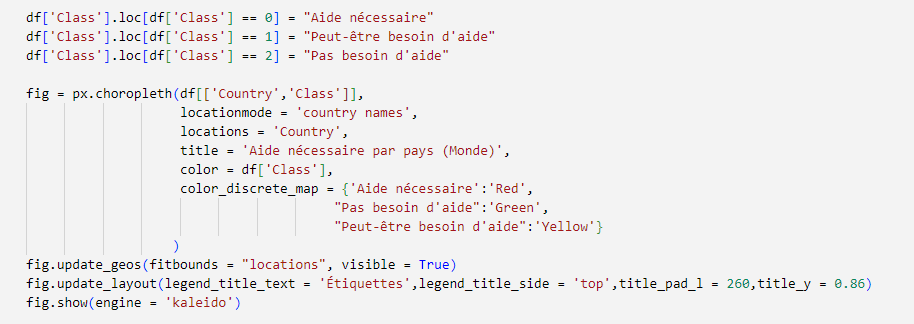 df['Class'].loc[df['Class'] == 0] = "Aide nécessaire"
df['Class'].loc[df['Class'] == 1] = "Peut-être besoin d'aide"
df['Class'].loc[df['Class'] == 2] = "Pas besoin d'aide"
fig = px.choropleth(df[['Country','Class']],
locationmode = 'country names',
locations = 'Country',
title = 'Aide nécessaire par pays (Monde)',
color = df['Class'],
color_discrete_map = {'Aide nécessaire':'Red',
"Pas besoin d'aide":'Green',
"Peut-être besoin d'aide":'Yellow'}
)
fig.update_geos(fitbounds = "locations", visible = True)
fig.update_layout(legend_title_text = 'Étiquettes',legend_title_side = 'top',title_pad_l = 260,title_y = 0.86)
fig.show(engine = 'kaleido')